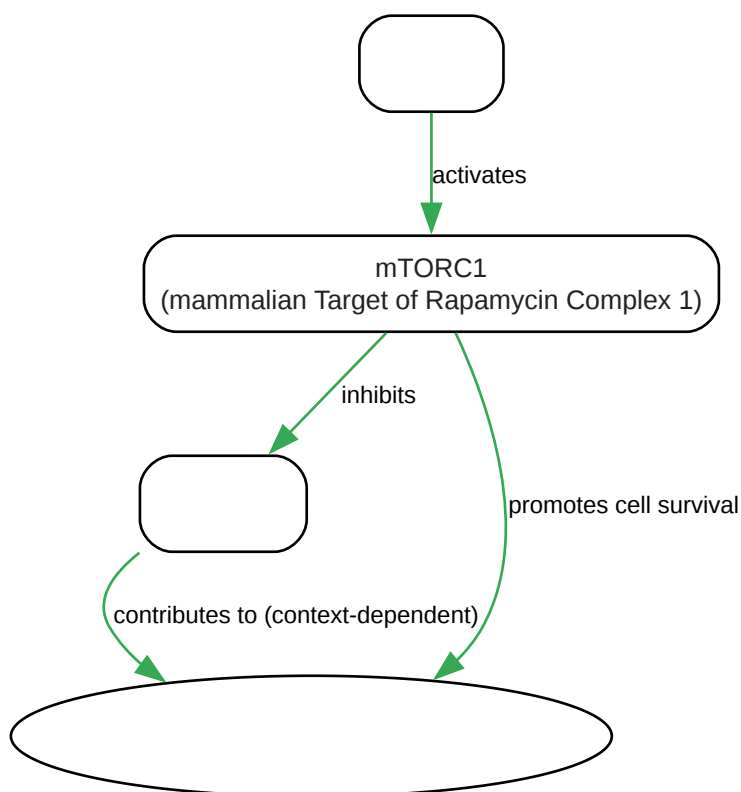 activates
mTORC1
(mammalian Target of Rapamycin Complex 1)
inhibits
promotes cell survival
contributes to (context-dependent)